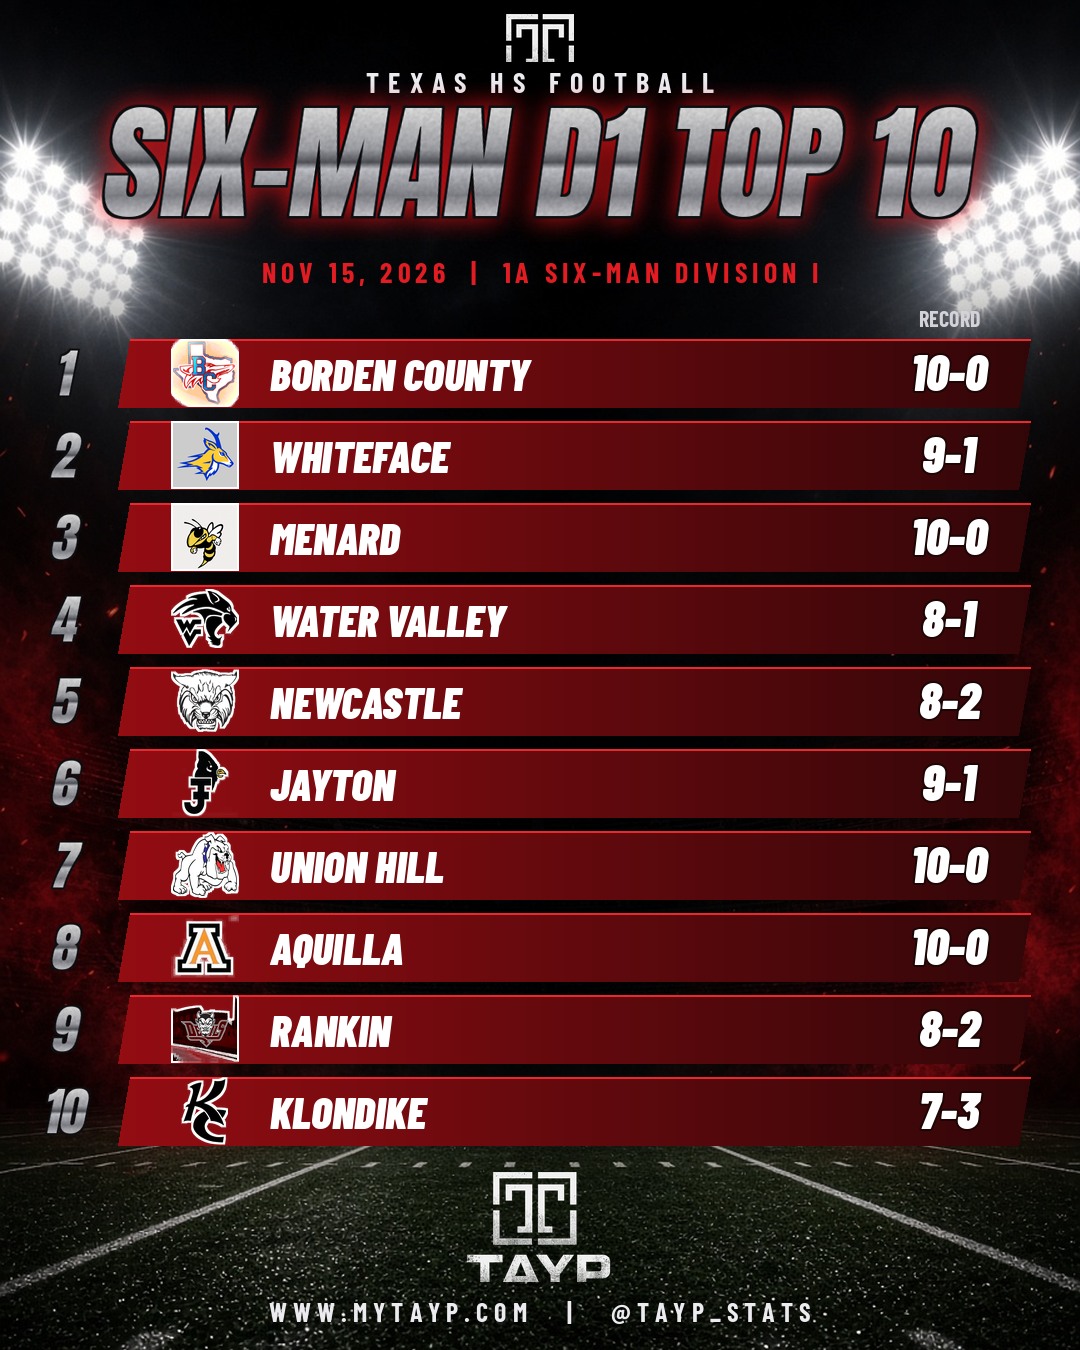 TEXAS HS FOOTBALL
SIX-MAN D1 TOP 10
NOV 15, 2026 | 1A SIX-MAN DIVISION I
RECORD
1 BORDEN COUNTY 10-0
2 WHITEFACE 9-1
3 MENARD 10-0
4 WATER VALLEY 8-1
5 NEWCASTLE 8-2
6 JAYTON 9-1
7 UNION HILL 10-0
8 AQUILLA 10-0
9 RANKIN 8-2
10 KLONDIKE 7-3
TAYP
WWW.MYTAYP.COM | @TAYP_STATS